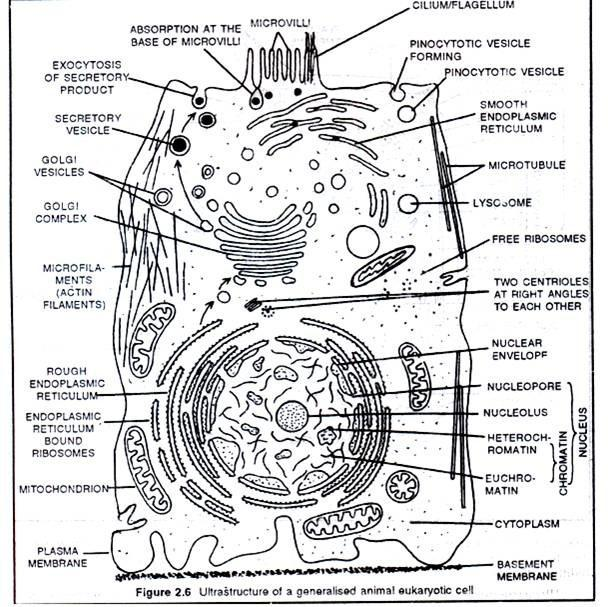 CILIUM/FLAGELLUM
MICROVILLI
ABSORPTION AT THE
BASE OF MICROVILLI
PINOCYTOTIC VESICLE
FORMING
EXOCYTOSIS
OF SECRETORY
PRODUCT
PINOCYTOTIC VESICLE
SECRETORY
VESICLE
SMOOTH
ENDOPLASMIC
RETICULUM
GOLGI
VESICLES
MICROTUBULE
GOLGI
COMPLEX
LYSOSOME
FREE RIBOSOMES
MICROFILA-
MENTS
(ACTIN
FILAMENTS)
TWO CENTRIOLES
AT RIGHT ANGLES
TO EACH OTHER
NUCLEAR
ENVELOPE
ROUGH
ENDOPLASMIC
RETICULUM
NUCLEOPORE
NUCLEOLUS
ENDOPLASMIC
RETICULUM
BOUND
RIBOSOMES
HETEROCH-
ROMATIN
EUCHRO-
MATIN
CHROMATIN
NUCLEUS
MITOCHONDRION
CYTOPLASM
PLASMA
MEMBRANE
BASEMENT
MEMBRANE
Figure 2.6 Ultrastructure of a generalised animal eukaryotic cell